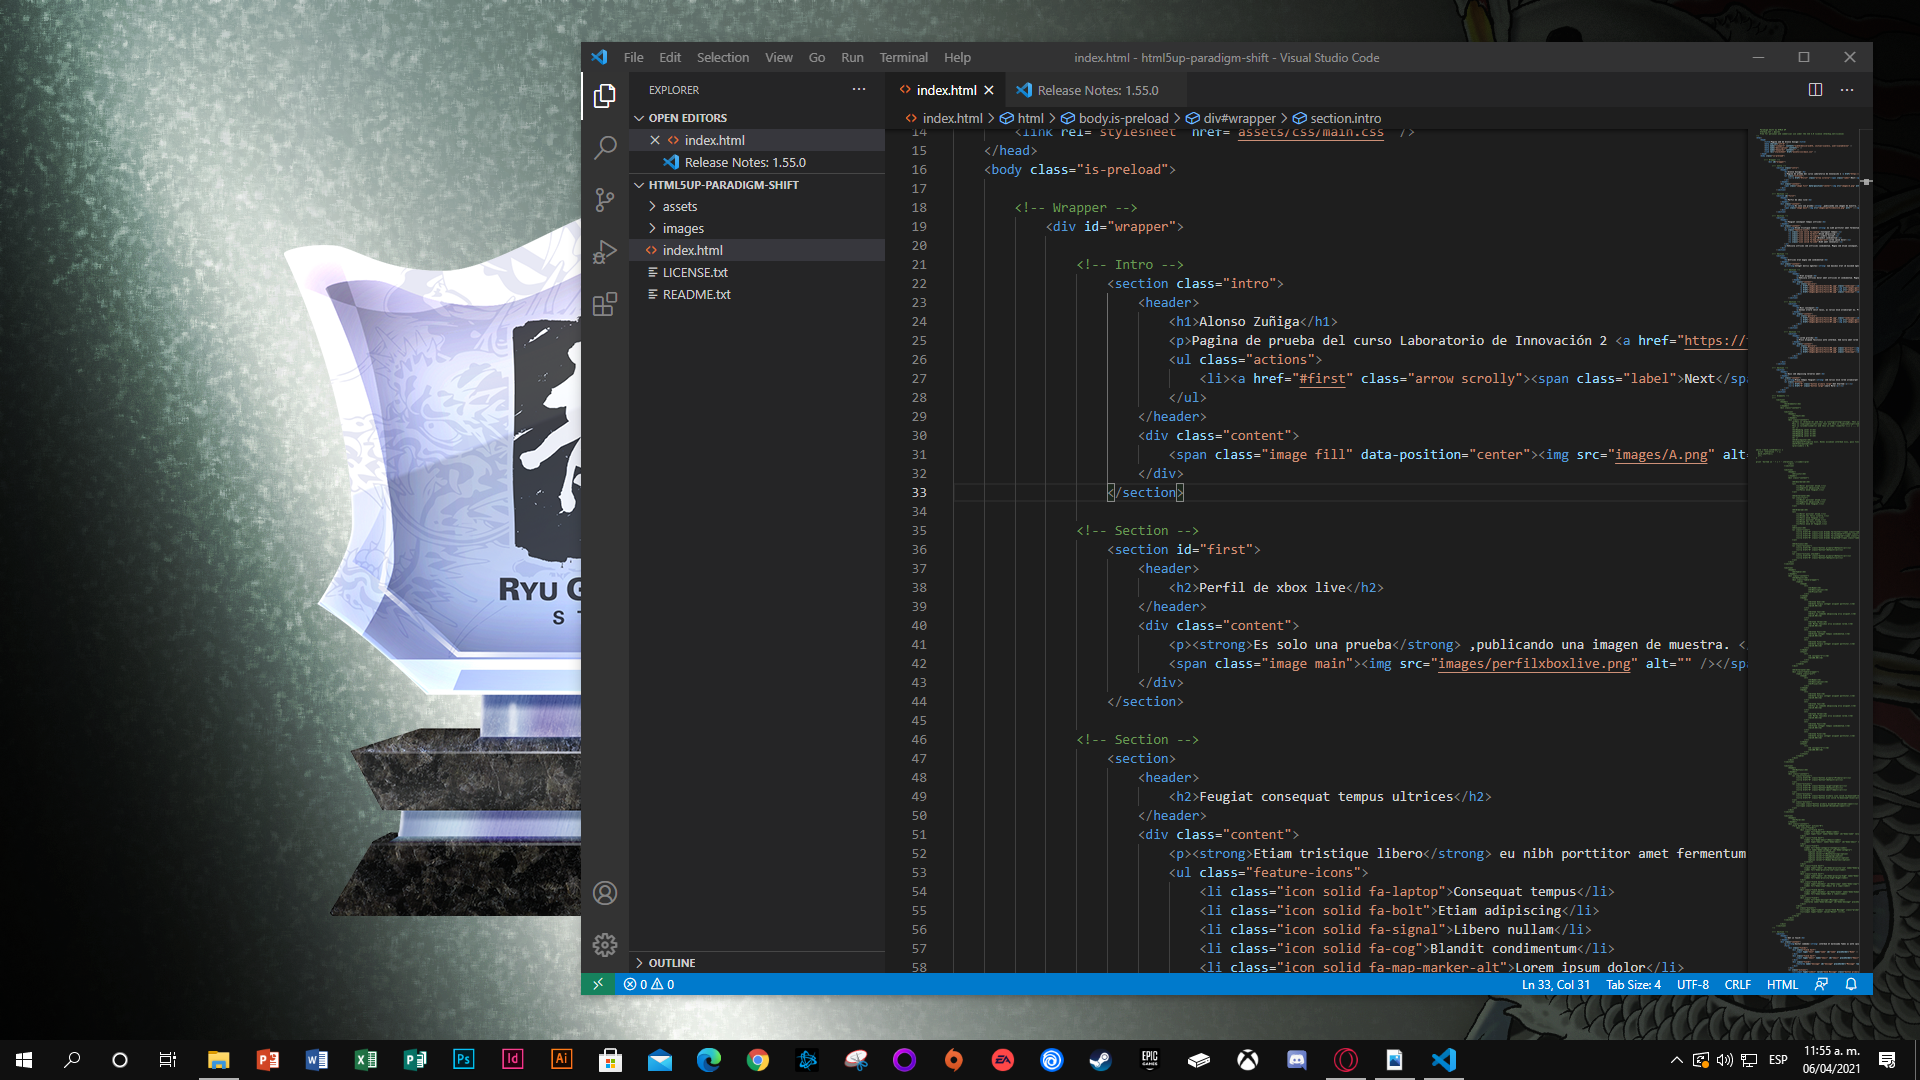 File Edit Selection View Go Run Terminal Help
index.html - html5up-paradigm-shift - Visual Studio Code
EXPLORER
OPEN EDITORS
index.html
Release Notes: 1.55.0
HTML5UP-PARADIGM-SHIFT
assets
images
index.html
LICENSE.txt
README.txt
OUTLINE
index.html
Release Notes: 1.55.0
index.html > html > body.is-preload > div#wrapper > section.intro
14 <link rel="stylesheet" href="assets/css/main.css" />
15 </head>
16 <body class="is-preload">
17
18 <!-- Wrapper -->
19 <div id="wrapper">
20
21 <!-- Intro -->
22 <section class="intro">
23 <header>
24 <h1>Alonso Zuñiga</h1>
25 <p>Pagina de prueba del curso Laboratorio de Innovación 2 <a href="https://
26 <ul class="actions">
27 <li><a href="#first" class="arrow scrolly"><span class="label">Next</spa
28 </ul>
29 </header>
30 <div class="content">
31 <span class="image fill" data-position="center"><img src="images/A.png" alt=
32 </div>
33 </section>
34
35 <!-- Section -->
36 <section id="first">
37 <header>
38 <h2>Perfil de xbox live</h2>
39 </header>
40 <div class="content">
41 <p><strong>Es solo una prueba</strong> ,publicando una imagen de muestra. <
42 <span class="image main"><img src="images/perfilxboxlive.png" alt="" /></spa
43 </div>
44 </section>
45
46 <!-- Section -->
47 <section>
48 <header>
49 <h2>Feugiat consequat tempus ultrices</h2>
50 </header>
51 <div class="content">
52 <p><strong>Etiam tristique libero</strong> eu nibh porttitor amet fermentum
53 <ul class="feature-icons">
54 <li class="icon solid fa-laptop">Consequat tempus</li>
55 <li class="icon solid fa-bolt">Etiam adipiscing</li>
56 <li class="icon solid fa-signal">Libero nullam</li>
57 <li class="icon solid fa-cog">Blandit condimentum</li>
58 <li class="icon solid fa-map-marker-alt">Lorem ipsum dolor</li>
0 0
Ln 33, Col 31 Tab Size: 4 UTF-8 CRLF HTML
RYU G
S T
Ps Id Ai
EA
EPIC GAMES
ESP
11:55 a. m.
06/04/2021